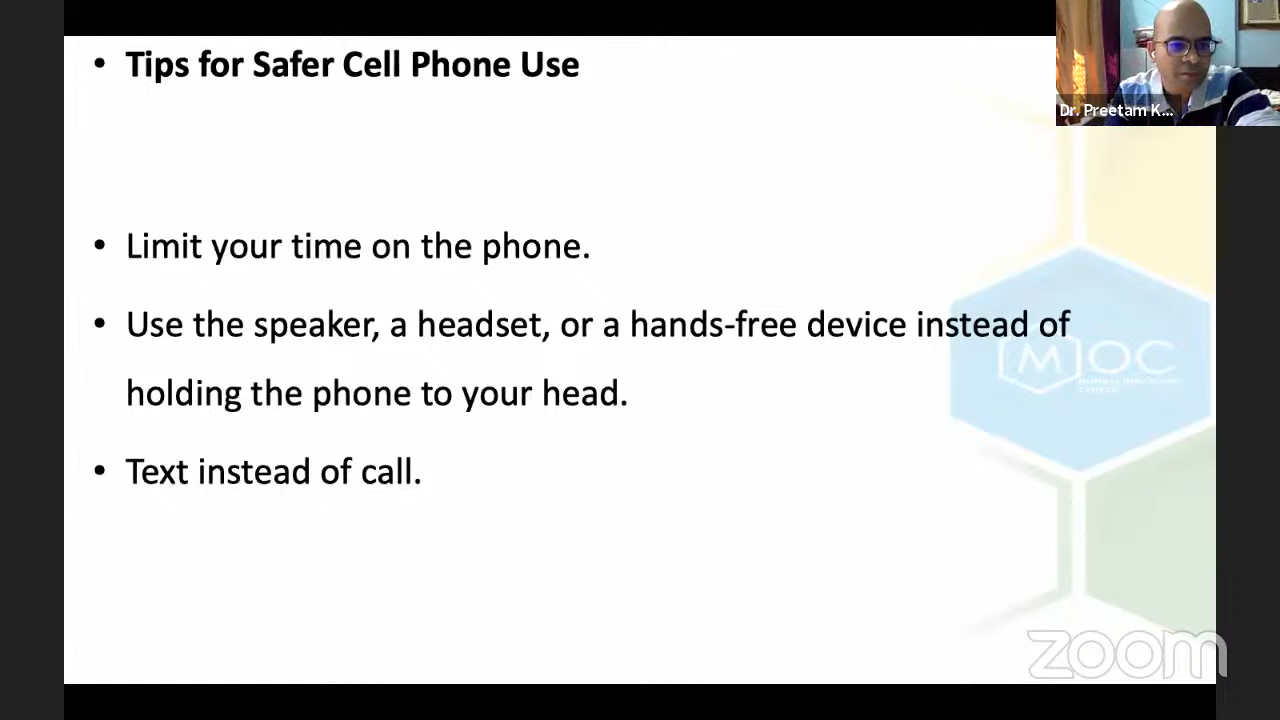 • Tips for Safer Cell Phone Use
Dr. Preetam K...
• Limit your time on the phone.
• Use the speaker, a headset, or a hands-free device instead of
holding the phone to your head.
• Text instead of call.
MOC
zoom